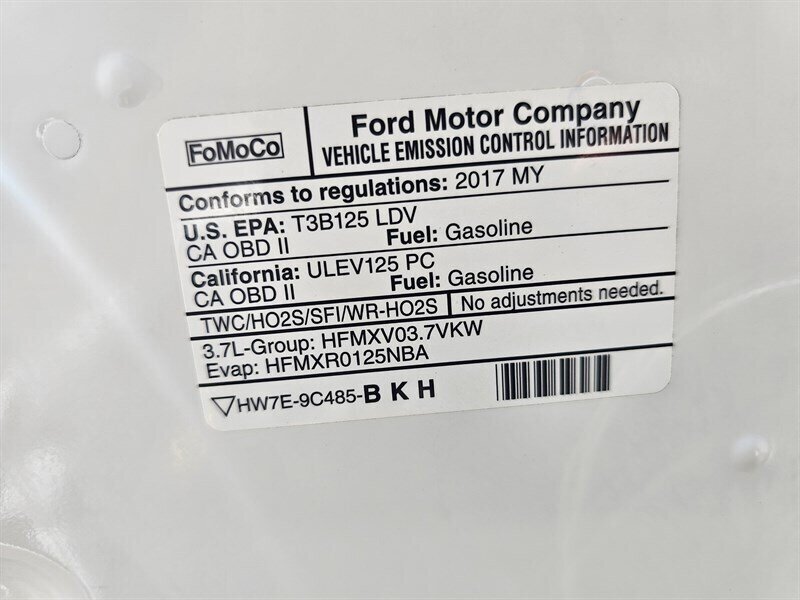 FoMoCo
Ford Motor Company
VEHICLE EMISSION CONTROL INFORMATION
Conforms to regulations: 2017 MY
U.S. EPA: T3B125 LDV
CA OBD II Fuel: Gasoline
California: ULEV125 PC
CA OBD II Fuel: Gasoline
TWC/HO2S/SFI/WR-HO2S No adjustments needed.
3.7L-Group: HFMXV03.7VKW
Evap: HFMXR0125NBA
▽HW7E-9C485-B K H